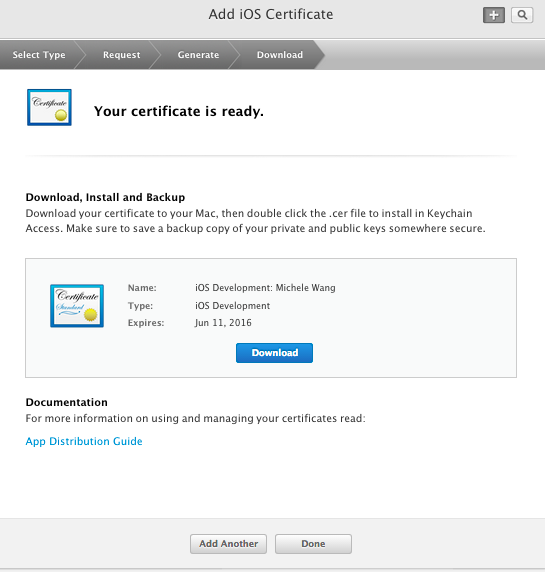 Add iOS Certificate
Select Type
Request
Generate
Download
Certificate
Your certificate is ready.
Download, Install and Backup
Download your certificate to your Mac, then double click the .cer file to install in Keychain
Access. Make sure to save a backup copy of your private and public keys somewhere secure.
Certificate
Standard
Name: iOS Development: Michele Wang
Type: iOS Development
Expires: Jun 11, 2016
Download
Documentation
For more information on using and managing your certificates read:
App Distribution Guide
Add Another
Done